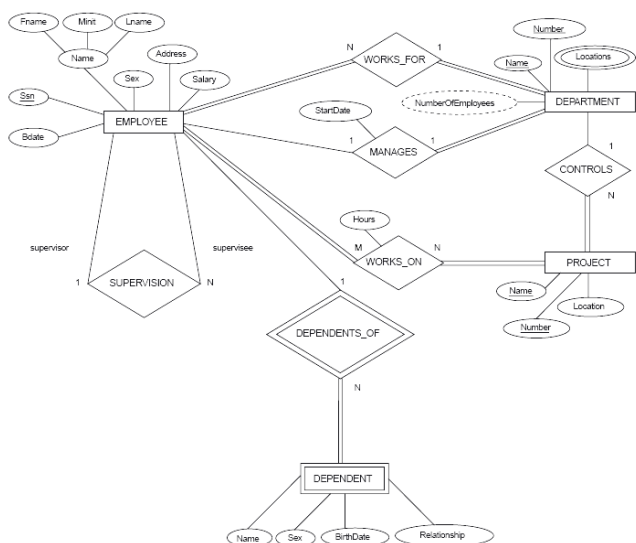 Fname
Minit
Lname
Name
Address
Sex
Salary
Ssn
Bdate
EMPLOYEE
N
WORKS_FOR
1
Number
Name
Locations
NumberOfEmployees
DEPARTMENT
StartDate
1
MANAGES
1
1
CONTROLS
N
supervisor
supervisee
1
SUPERVISION
N
Hours
M
WORKS_ON
N
PROJECT
Name
Number
Location
1
DEPENDENTS_OF
N
DEPENDENT
Name
Sex
BirthDate
Relationship